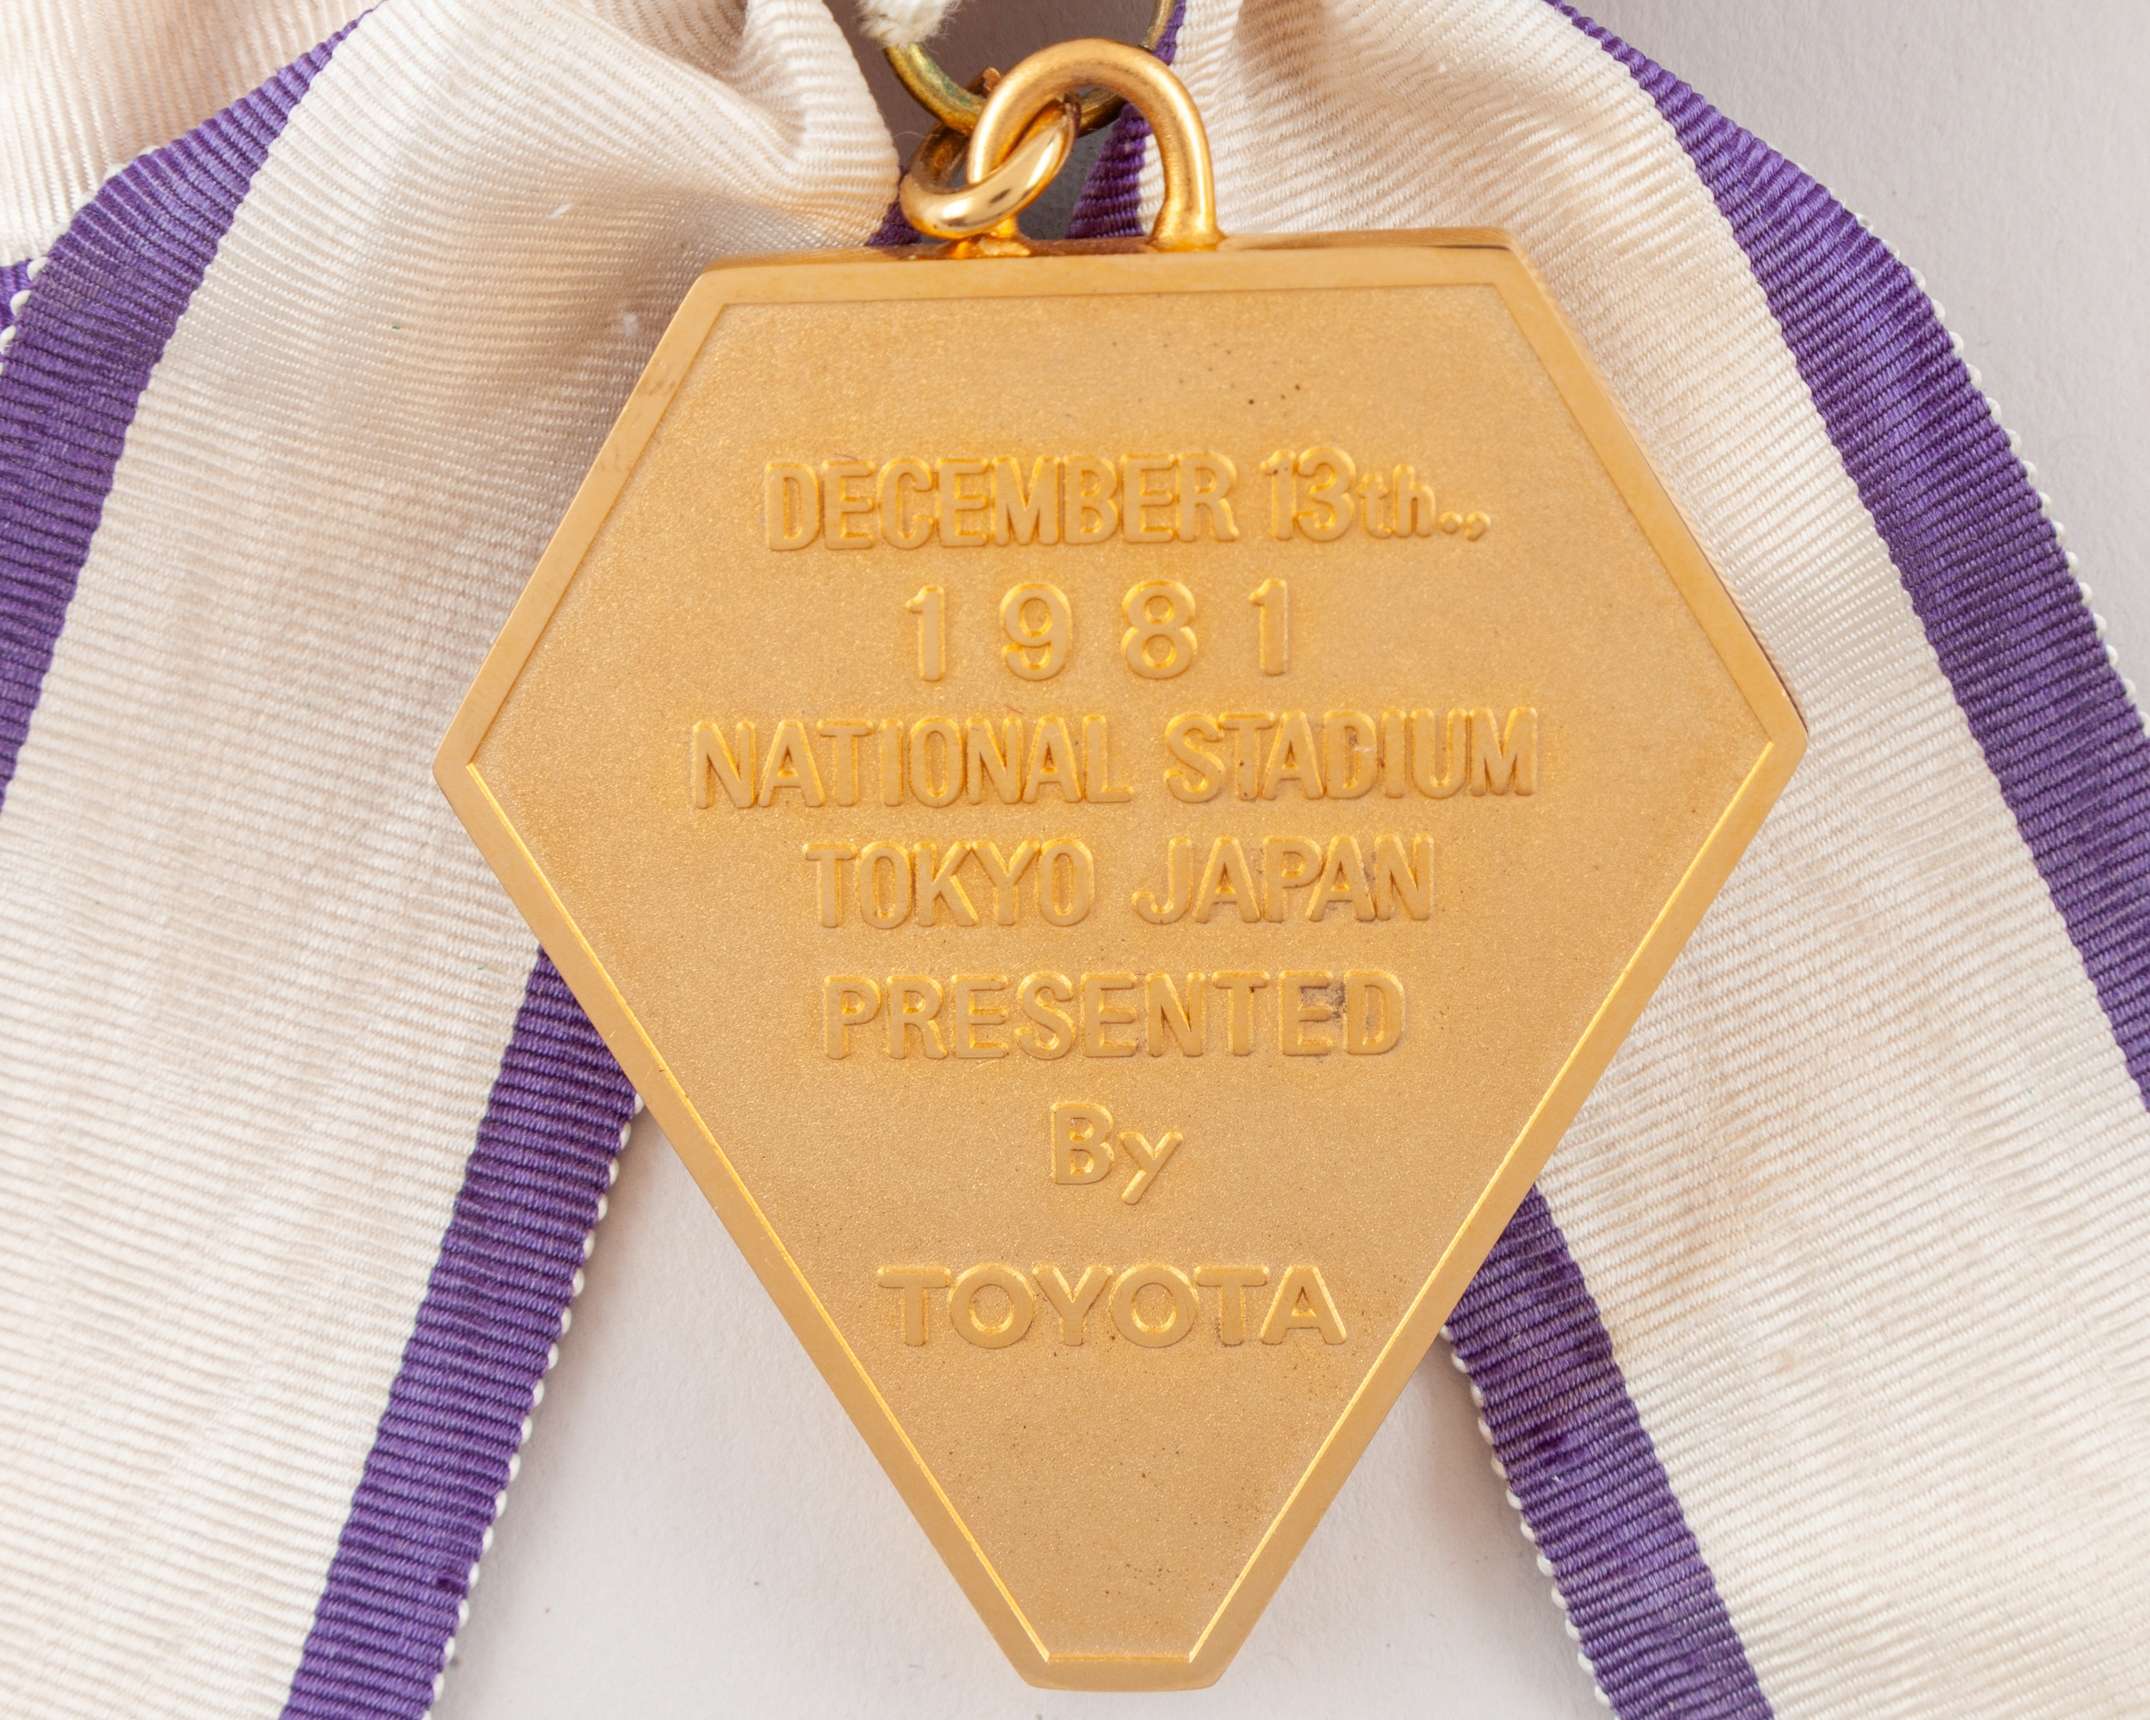 DECEMBER 13th.,
1981
NATIONAL STADIUM
TOKYO JAPAN
PRESENTED
By
TOYOTA